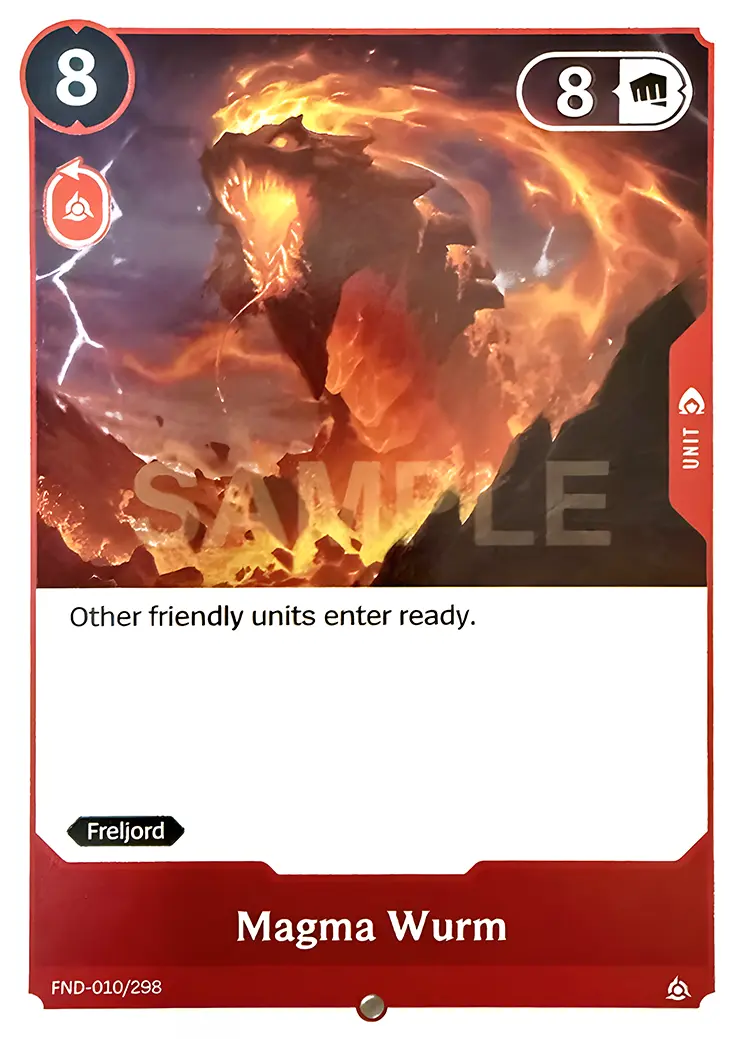 8
8
UNIT
SAMPLE
Other friendly units enter ready.
Freljord
Magma Wurm
FND-010/298